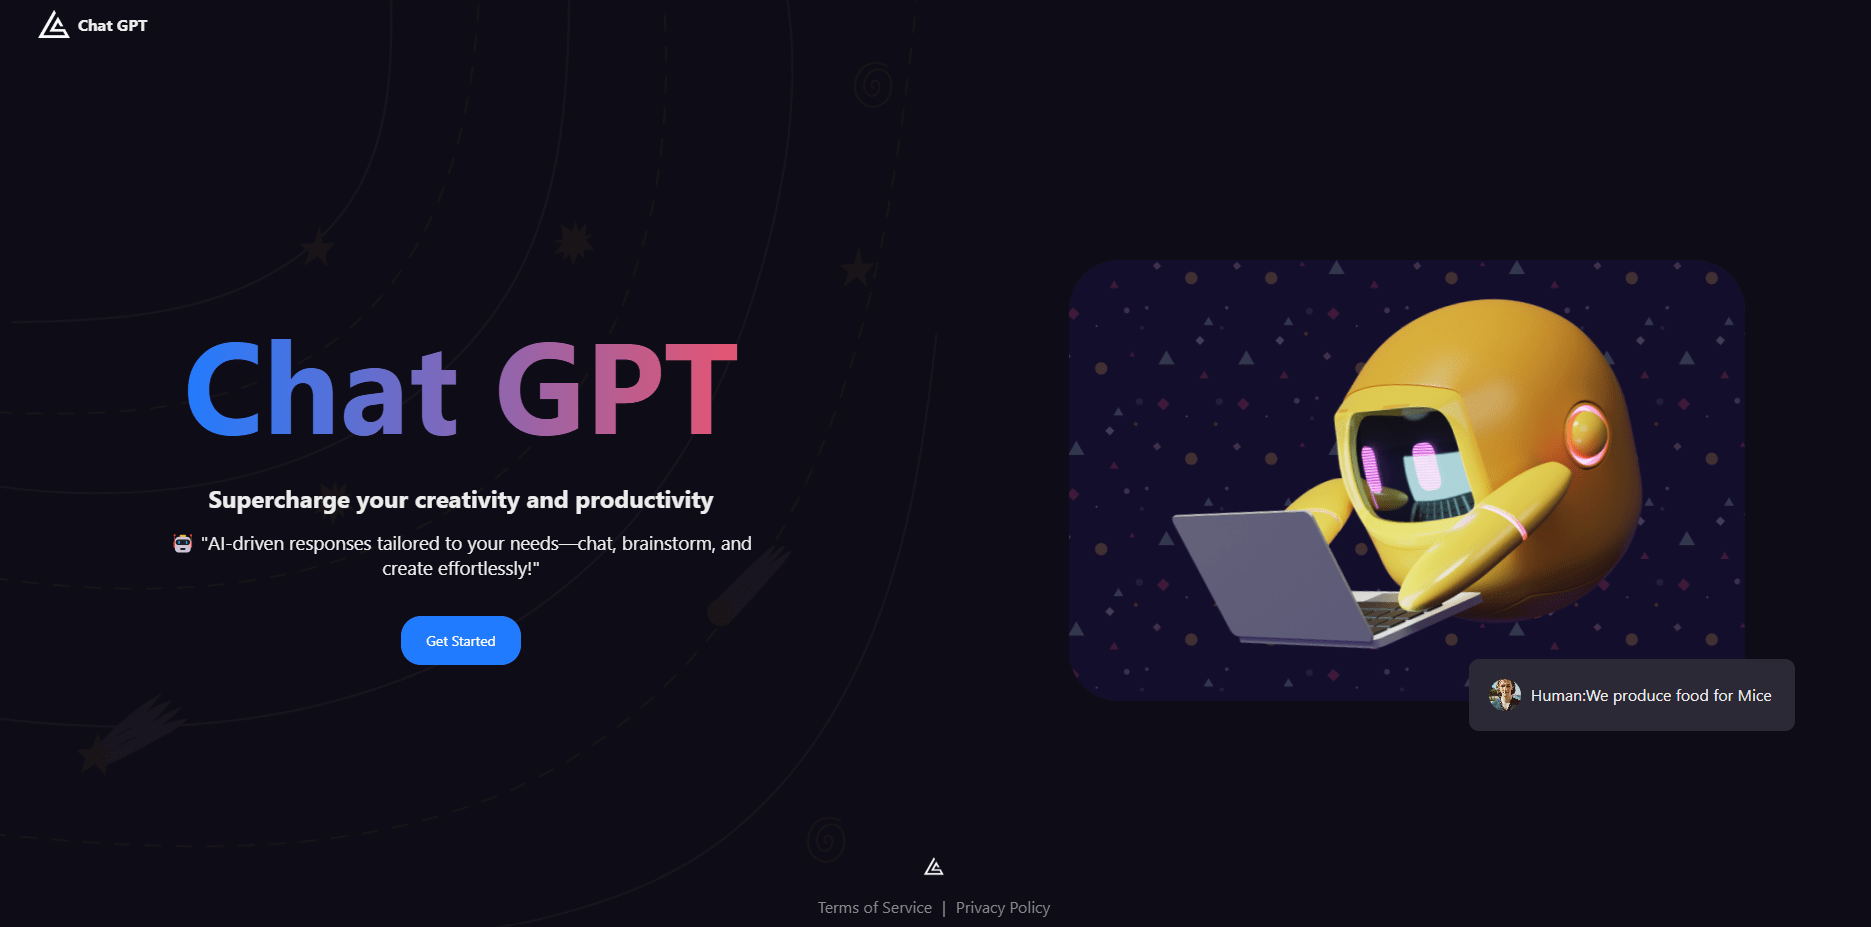 Chat GPT
Chat GPT
Supercharge your creativity and productivity
🤖 "AI-driven responses tailored to your needs—chat, brainstorm, and
create effortlessly!"
Get Started
Human:We produce food for Mice
Terms of Service | Privacy Policy